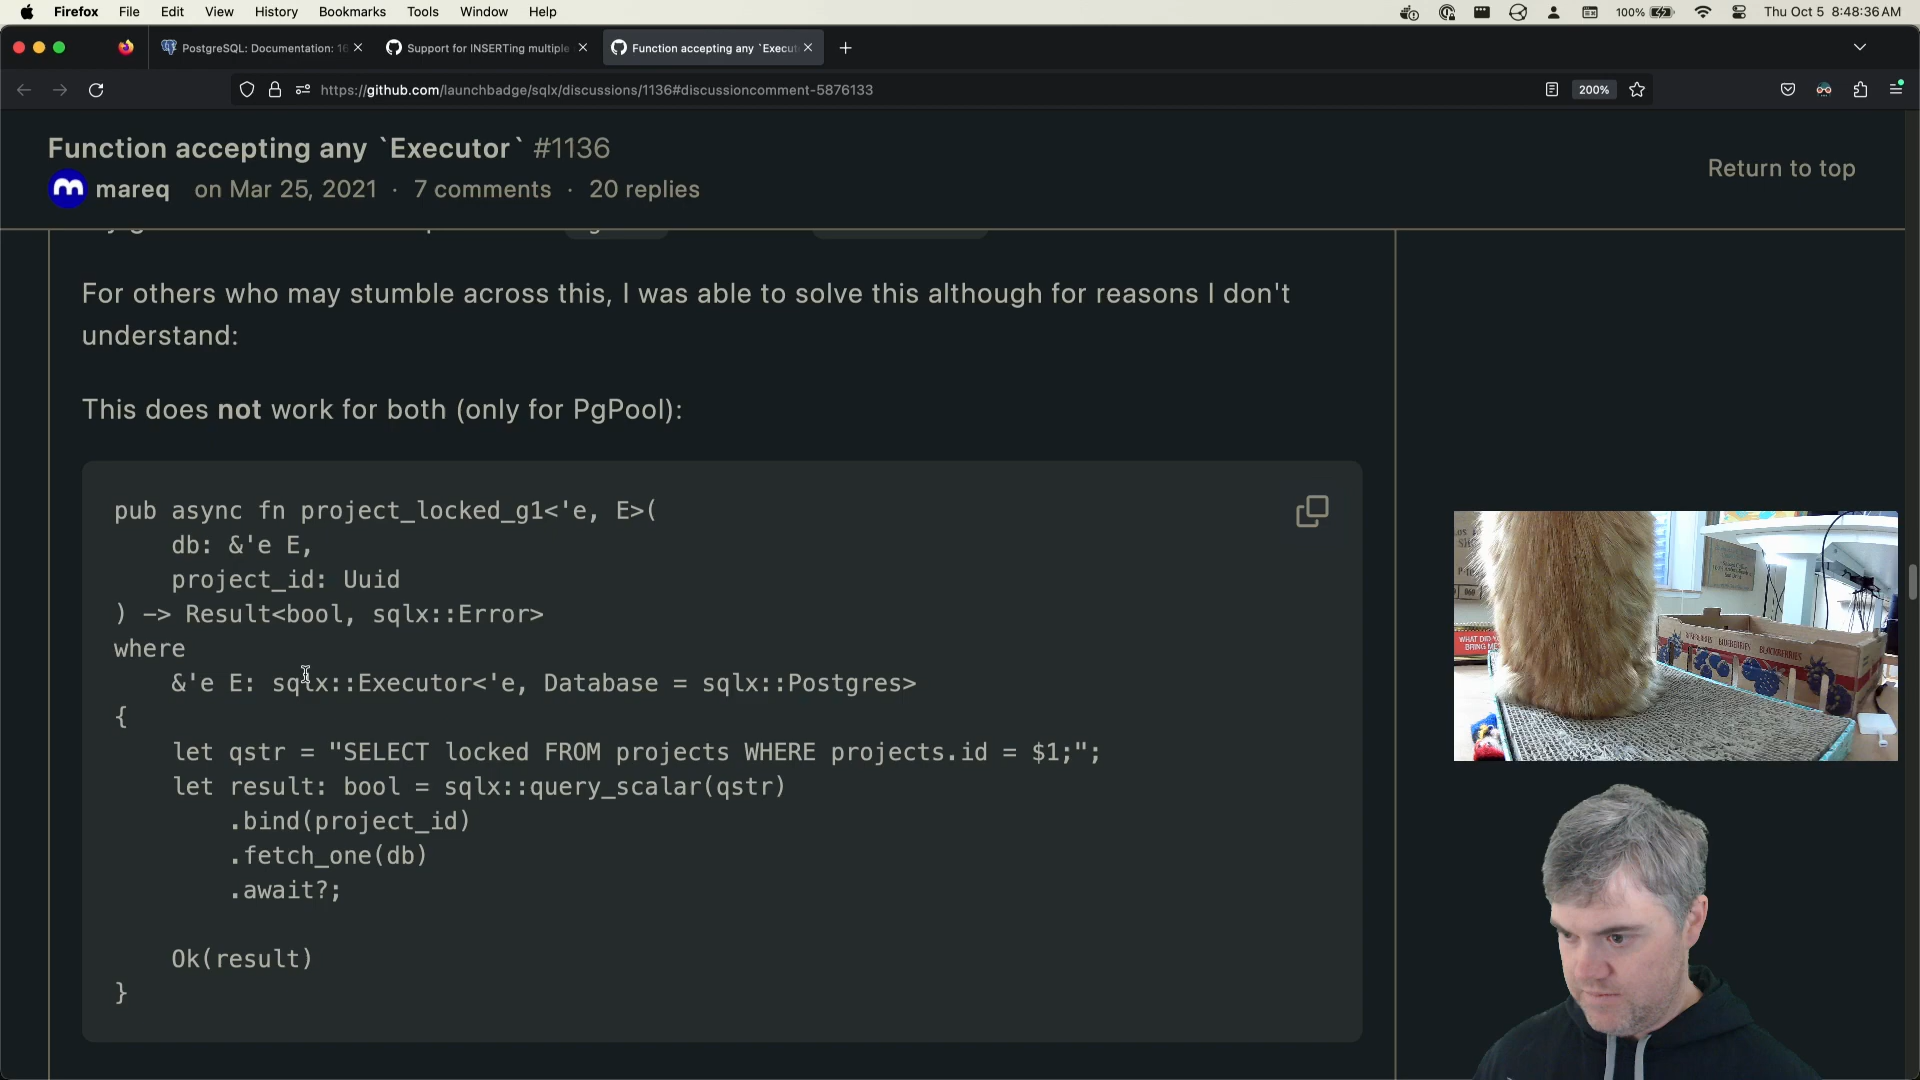 Firefox File Edit View History Bookmarks Tools Window Help 100% Thu Oct 5 8:48:36 AM
PostgreSQL: Documentation: 16 Support for INSERTing multiple Function accepting any `Execut
https://github.com/launchbadge/sqlx/discussions/1136#discussioncomment-5876133 200%
Function accepting any `Executor` #1136
mareq on Mar 25, 2021 · 7 comments · 20 replies
Return to top
For others who may stumble across this, I was able to solve this although for reasons I don't
understand:
This does not work for both (only for PgPool):
pub async fn project_locked_g1<'e, E>(
db: &'e E,
project_id: Uuid
) -> Result<bool, sqlx::Error>
where
&'e E: sqlx::Executor<'e, Database = sqlx::Postgres>
{
let qstr = "SELECT locked FROM projects WHERE projects.id = $1;";
let result: bool = sqlx::query_scalar(qstr)
.bind(project_id)
.fetch_one(db)
.await?;
Ok(result)
}
WHAT DID
BRING ME
BLUEBERRIES BLACKBERRIES